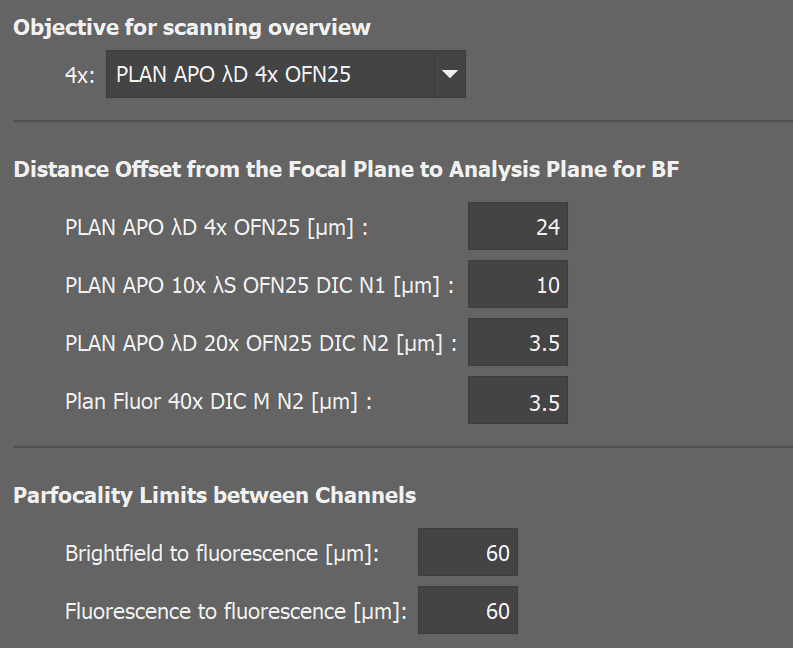 Objective for scanning overview
4x: PLAN APO λD 4x OFN25
Distance Offset from the Focal Plane to Analysis Plane for BF
PLAN APO λD 4x OFN25 [µm] : 24
PLAN APO 10x λS OFN25 DIC N1 [µm] : 10
PLAN APO λD 20x OFN25 DIC N2 [µm] : 3.5
Plan Fluor 40x DIC M N2 [µm] : 3.5
Parfocality Limits between Channels
Brightfield to fluorescence [µm]: 60
Fluorescence to fluorescence [µm]: 60